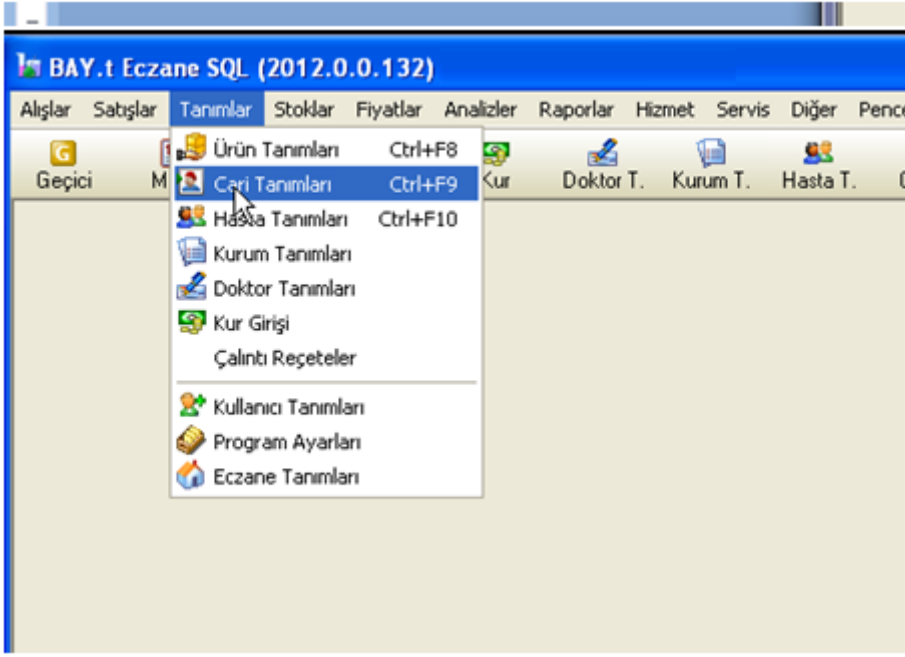 BAY.t Eczane SQL (2012.0.0.132)
Alışlar Satışlar Tanımlar Stoklar Fiyatlar Analizler Raporlar Hizmet Servis Diğer
Geçici Kur Doktor T. Kurum T. Hasta T.
Ürün Tanımları Ctrl+F8
Cari Tanımları Ctrl+F9
Hasta Tanımları Ctrl+F10
Kurum Tanımları
Doktor Tanımları
Kur Girişi
Çalıntı Reçeteler
Kullanıcı Tanımları
Program Ayarları
Eczane Tanımları